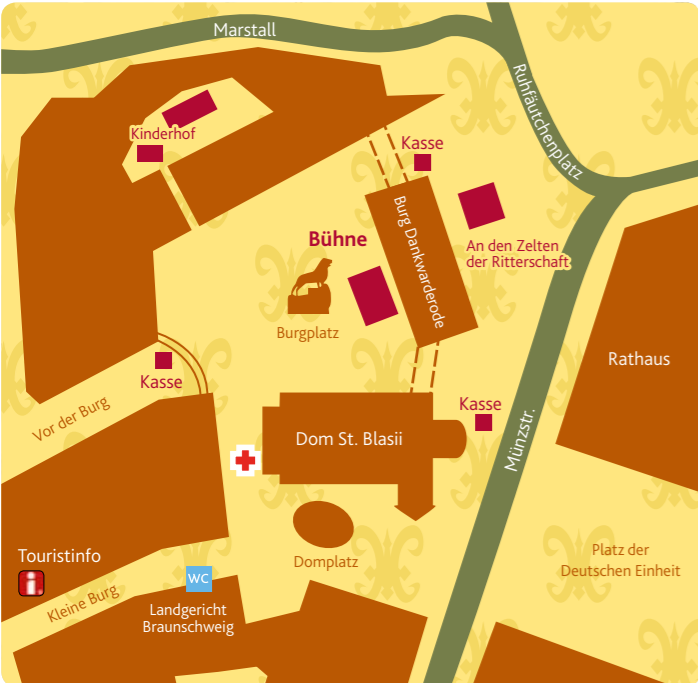 Marstall
Ruhfäutchenplatz
Kinderhof
Kasse
Burg Dankwarderode
An den Zelten
der Ritterschaft
Bühne
Burgplatz
Kasse
Rathaus
Vor der Burg
Kasse
Dom St. Blasii
Münzstr.
Touristinfo
i
Domplatz
Platz der
Deutschen Einheit
WC
Kleine Burg
Landgericht
Braunschweig